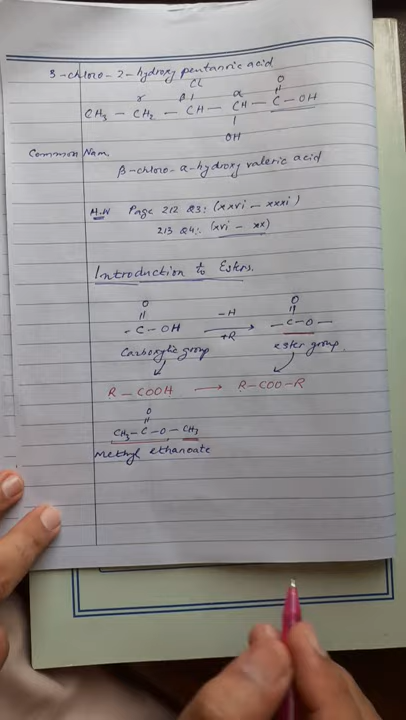 3-chloro-2-hydroxy pentanoic acid
Cl O
γ β | α ||
CH3 - CH2 - CH - CH - C - OH
|
OH
Common Nam.
β-chloro-α-hydroxy valeric acid
H.W Page 212 Q3: (xxvi - xxxi)
213 Q4: (xvi - xx)
Introduction to Esters.
O O
|| ||
- C - OH -H +R - C - O -
Carboxylic group ester group.
R - COOH → R - COO - R
O
||
CH3 - C - O - CH3
Methyl ethanoate